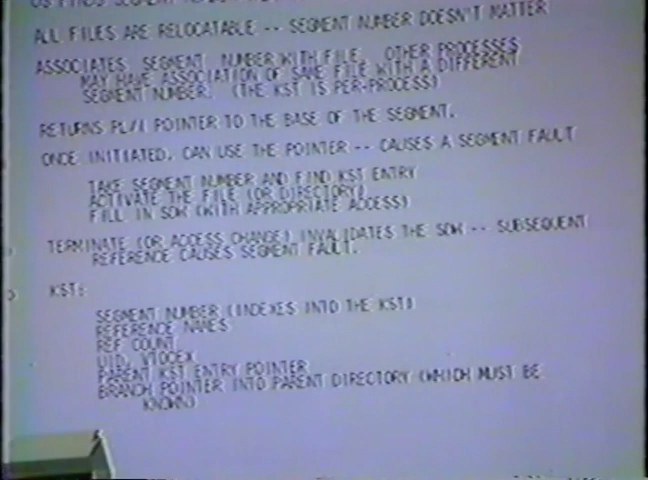 OS FINDS SEGMENT NUMBER
ALL FILES ARE RELOCATABLE -- SEGMENT NUMBER DOESN'T MATTER
ASSOCIATES SEGMENT NUMBER WITH FILE. OTHER PROCESSES
MAY HAVE ASSOCIATION OF SAME FILE WITH A DIFFERENT
SEGMENT NUMBER. (THE KST IS PER-PROCESS)
RETURNS PL/I POINTER TO THE BASE OF THE SEGMENT.
ONCE INITIATED, CAN USE THE POINTER -- CAUSES A SEGMENT FAULT
TAKE SEGMENT NUMBER AND FIND KST ENTRY
ACTIVATE THE FILE (OR DIRECTORY)
FILL IN SDW (WITH APPROPRIATE ACCESS)
TERMINATE (OR ACCESS CHANGE) INVALIDATES THE SDW -- SUBSEQUENT
REFERENCE CAUSES SEGMENT FAULT.
KST:
SEGMENT NUMBER (INDEXES INTO THE KST)
REFERENCE NAMES
REF COUNT
UID, VTOCEX
PARENT KST ENTRY POINTER
BRANCH POINTER INTO PARENT DIRECTORY (WHICH MUST BE
KNOWN)